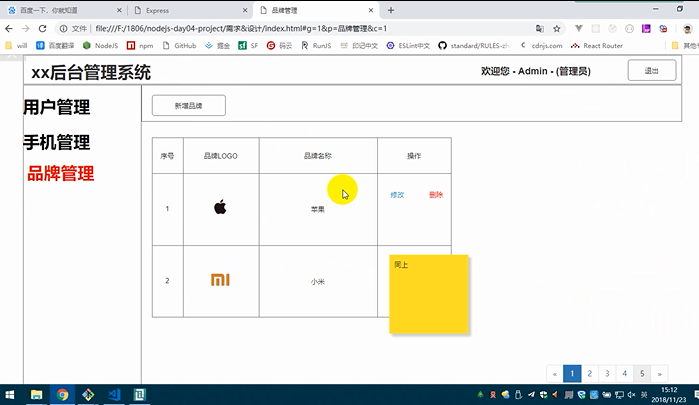 百度一下，你就知道
Express
品牌管理
文件 | file:///F:/1806/nodejs-day04-project/需求&设计/index.html#g=1&p=品牌管理&c=1
will 百度翻译 NodeJS npm GitHub 掘金 SF 码云 RunJS 印记中文 ESLint中文 standard/RULES-zh cdnjs.com React Router
xx后台管理系统
欢迎您 - Admin - (管理员)
退出
用户管理
手机管理
品牌管理
新增品牌
序号 品牌LOGO 品牌名称 操作
1 苹果 修改 删除
2 mi 小米
同上
« 1 2 3 4 5 »
英
15:12
2018/11/23